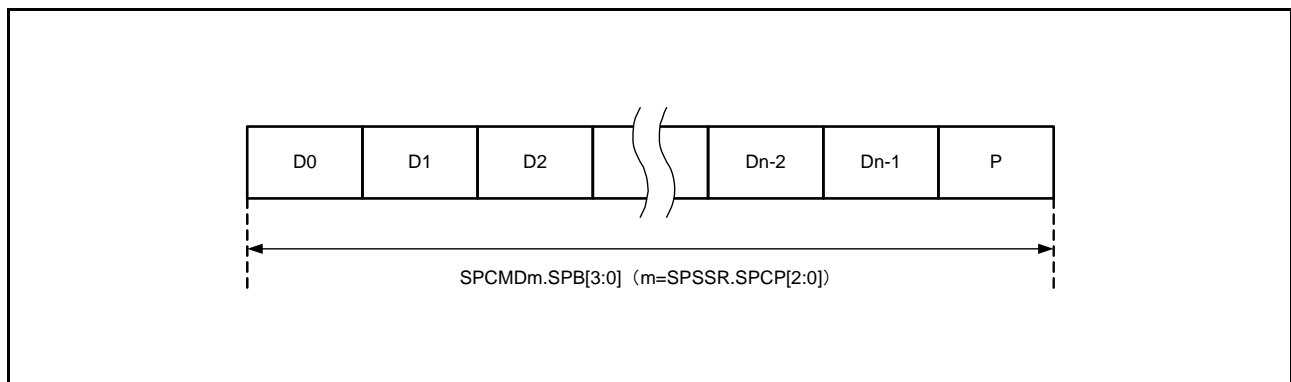 D0 D1 D2 Dn-2 Dn-1 P
SPCMDm.SPB[3:0]（m=SPSSR.SPCP[2:0]）